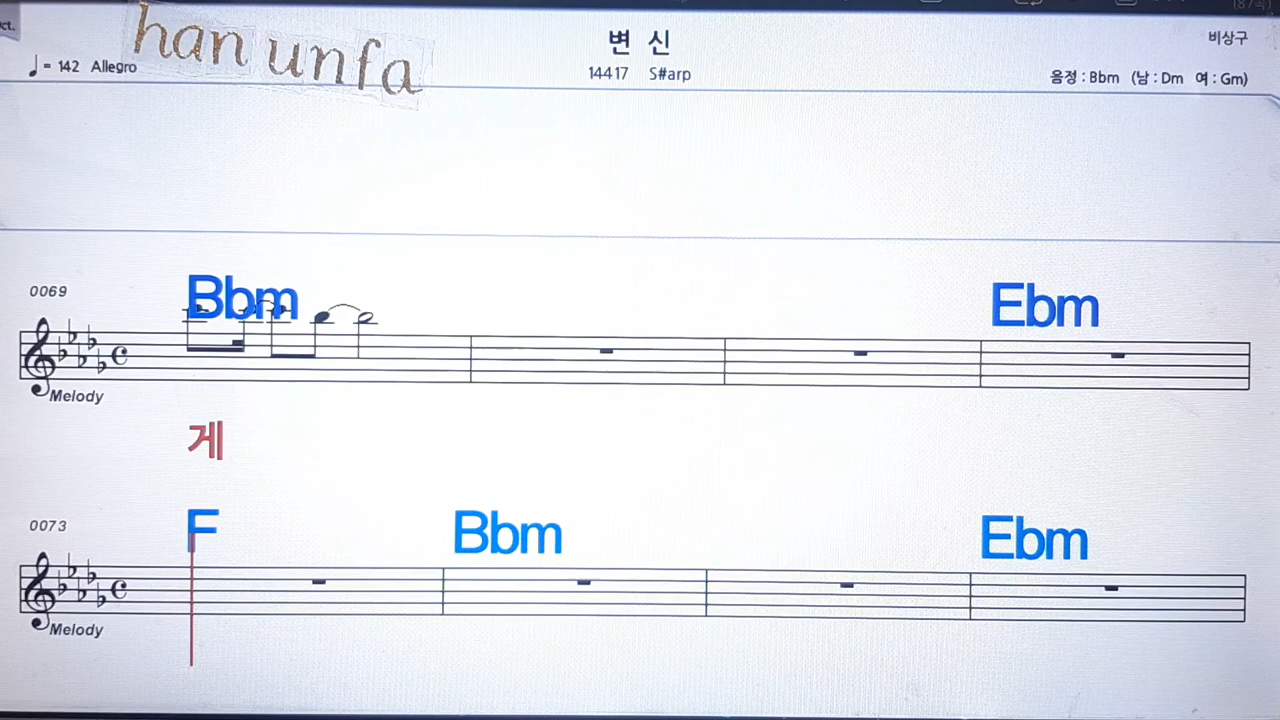 ct.
han unfa
변 신
비상구
♩= 142 Allegro
14417 S#arp
음정 : Bbm (남 : Dm 여 : Gm)
Bbm Ebm
0069
Melody
게
F Bbm Ebm
0073
Melody